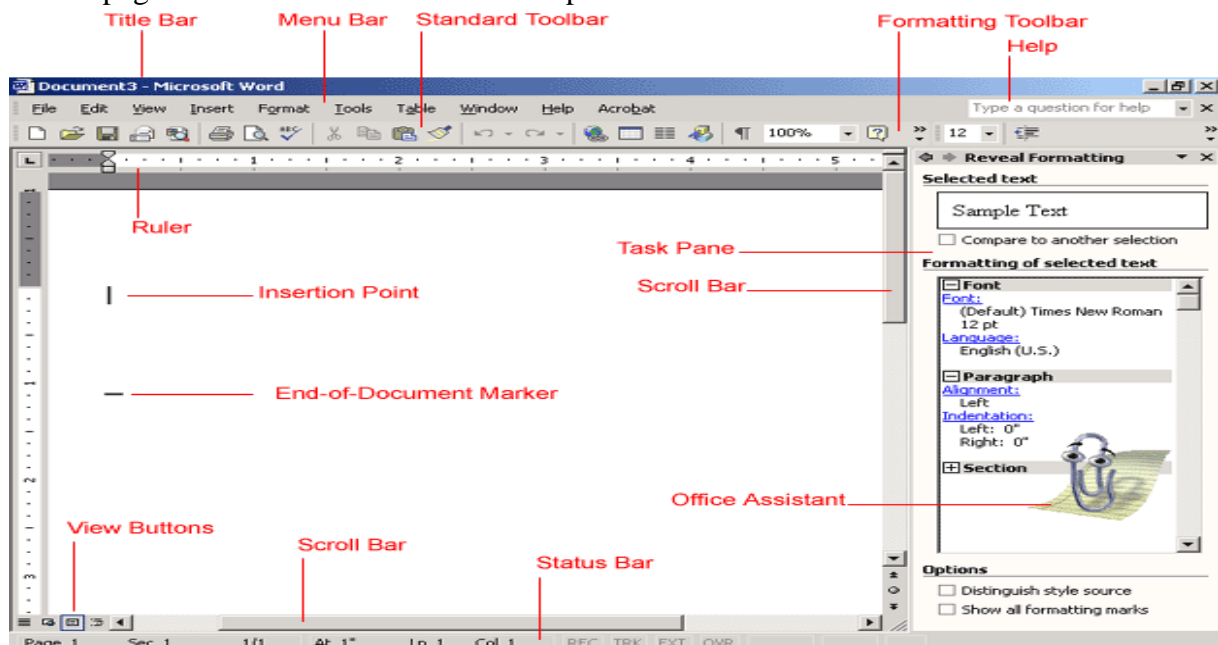 Title Bar Menu Bar Standard Toolbar Formatting Toolbar
Help
Document3 - Microsoft Word
File Edit View Insert Format Tools Table Window Help Acrobat Type a question for help
100% 12
L 1 2 3 4 5 Reveal Formatting
Selected text
Sample Text
Ruler
Compare to another selection
Task Pane
Formatting of selected text
Scroll Bar
Insertion Point
Font
Font:
(Default) Times New Roman
12 pt
Language:
English (U.S.)
Paragraph
End-of-Document Marker
Alignment:
Left
Indentation:
Left: 0"
Right: 0"
Section
Office Assistant
View Buttons
Scroll Bar
Status Bar
Options
Distinguish style source
Show all formatting marks
Page 1 Sec 1 1/1 At 1" Ln 1 Col 1 REC TRK EXT OVR